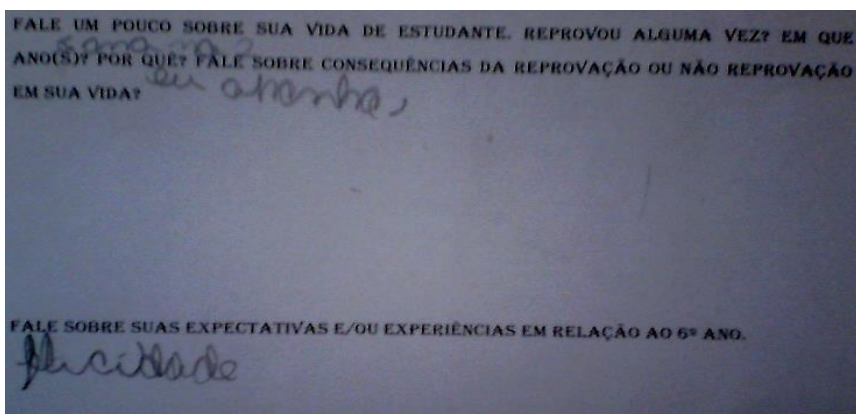 FALE UM POUCO SOBRE SUA VIDA DE ESTUDANTE. REPROVOU ALGUMA VEZ? EM QUE
ANO(S)? POR QUÊ? FALE SOBRE CONSEQUÊNCIAS DA REPROVAÇÃO OU NÃO REPROVAÇÃO
EM SUA VIDA?
eu
FALE SOBRE SUAS EXPECTATIVAS E/OU EXPERIÊNCIAS EM RELAÇÃO AO 6º ANO.
flicidade